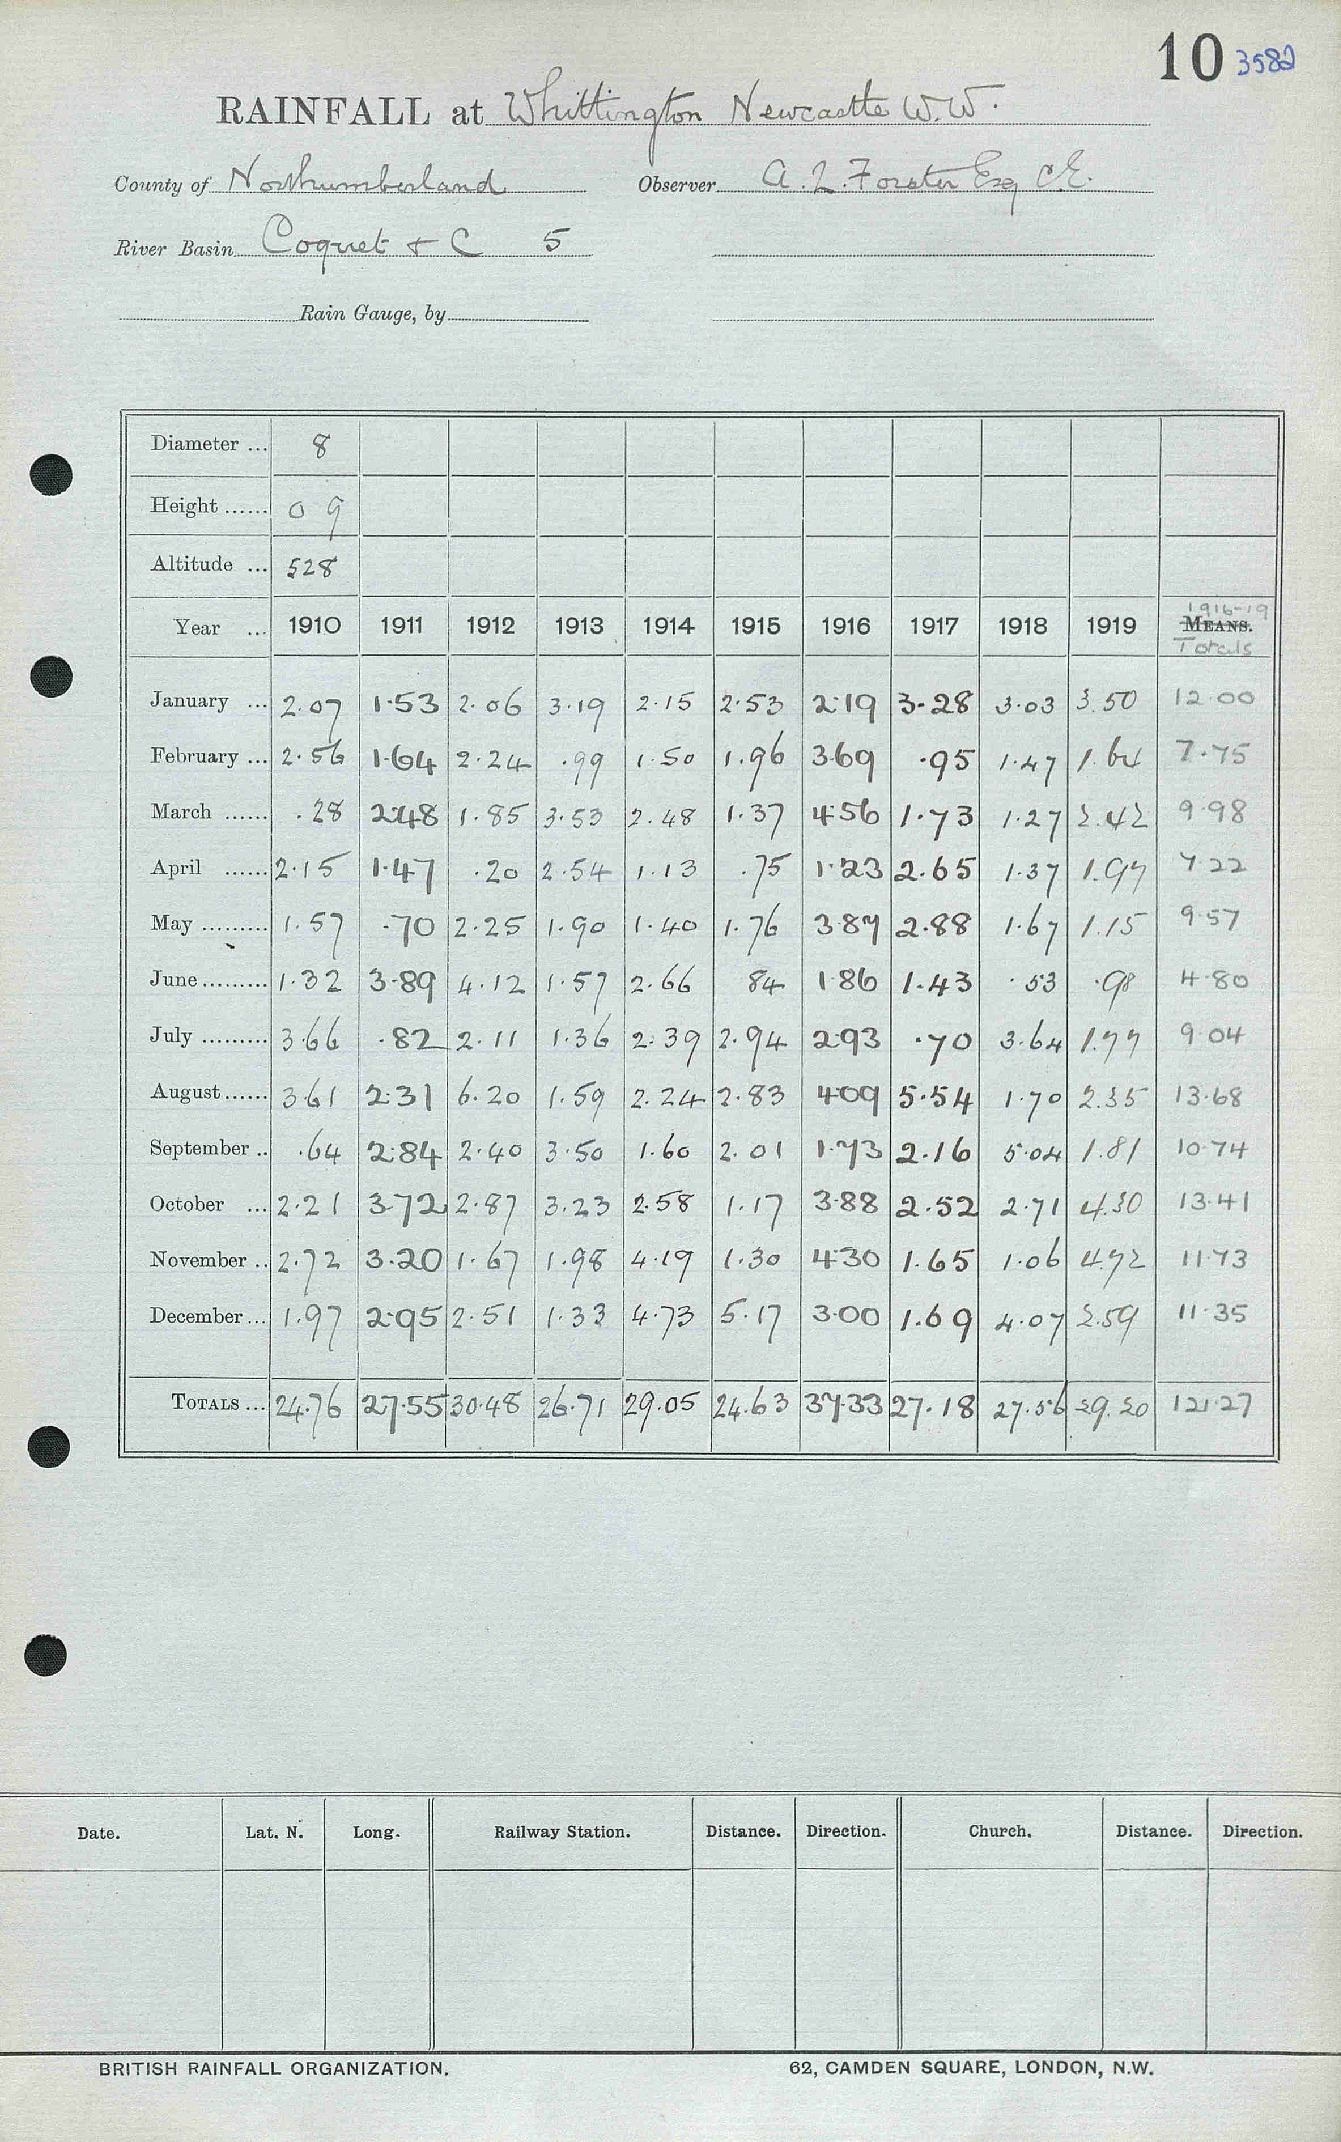 10 3582
RAINFALL at Whittington Newcastle W.W.
County of Northumberland Observer A. L. Forster Esq C.E.
River Basin Coquet + C 5
Rain Gauge, by
Diameter ... 8
Height ...... 0 9
Altitude ... 528
1916-19
Year ... 1910 1911 1912 1913 1914 1915 1916 1917 1918 1919 MEANS.
Totals
January ... 2.07 1.53 2.06 3.19 2.15 2.53 2.19 3.28 3.03 3.50 12.00
February ... 2.56 1.64 2.24 .99 1.50 1.96 3.69 .95 1.47 1.64 7.75
March ...... .28 2.48 1.85 3.53 2.48 1.37 4.56 1.73 1.27 2.42 9.98
April ...... 2.15 1.47 .20 2.54 1.13 .75 1.23 2.65 1.37 1.97 7.22
May ......... 1.57 .70 2.25 1.90 1.40 1.76 3.87 2.88 1.67 1.15 9.57
June ......... 1.32 3.89 4.12 1.57 2.66 84 1.86 1.43 .53 .98 4.80
July ......... 3.66 .82 2.11 1.36 2.39 2.94 2.93 .70 3.64 1.77 9.04
August ...... 3.61 2.31 6.20 1.59 2.24 2.83 4.09 5.54 1.70 2.35 13.68
September .. .64 2.84 2.40 3.50 1.60 2.01 1.73 2.16 5.04 1.81 10.74
October ... 2.21 3.72 2.87 3.23 2.58 1.17 3.88 2.52 2.71 4.30 13.41
November .. 2.72 3.20 1.67 1.98 4.19 1.30 4.30 1.65 1.06 4.72 11.73
December ... 1.97 2.95 2.51 1.33 4.73 5.17 3.00 1.69 4.07 2.59 11.35
TOTALS ... 24.76 27.55 30.48 26.71 29.05 24.63 37.33 27.18 27.56 29.20 121.27
Date. Lat. N. Long. Railway Station. Distance. Direction. Church. Distance. Direction.
BRITISH RAINFALL ORGANIZATION. 62, CAMDEN SQUARE, LONDON, N.W.